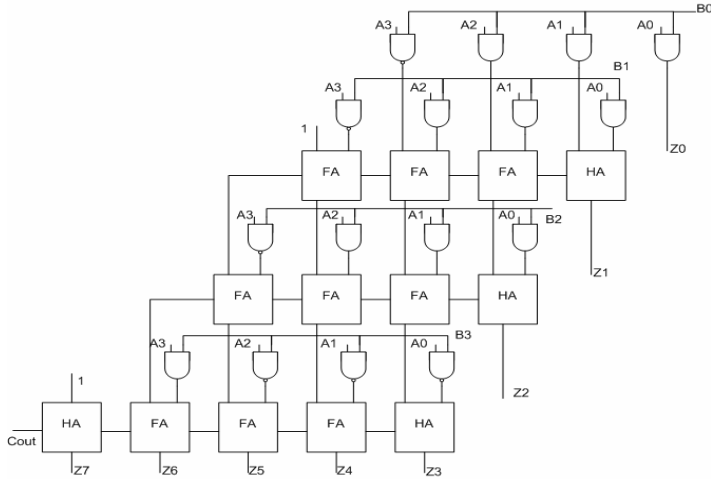 B0
A3 A2 A1 A0
B1
A3 A2 A1 A0
1
Z0
FA FA FA HA
A3 A2 A1 A0
B2
Z1
FA FA FA HA
B3
A3 A2 A1 A0
1
Z2
HA FA FA FA HA
Cout
Z7 Z6 Z5 Z4 Z3